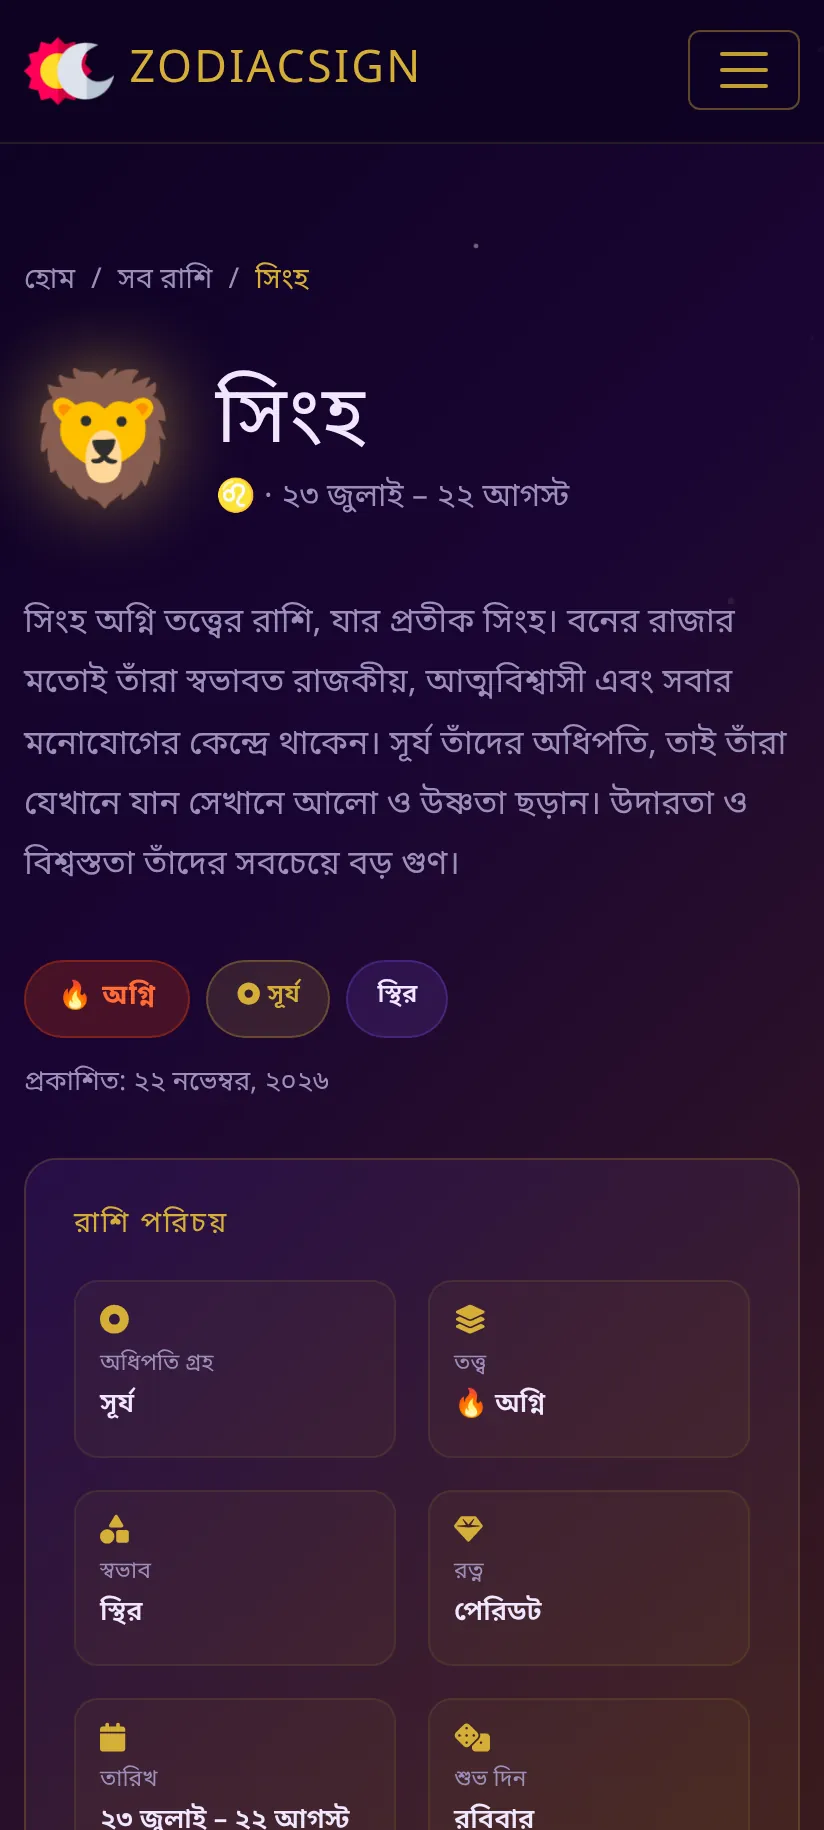 ZODIACSIGN
হোম / সব রাশি / সিংহ
সিংহ
♌ · ২৩ জুলাই – ২২ আগস্ট
সিংহ অগ্নি তত্ত্বের রাশি, যার প্রতীক সিংহ। বনের রাজার
মতোই তাঁরা স্বভাবত রাজকীয়, আত্মবিশ্বাসী এবং সবার
মনোযোগের কেন্দ্রে থাকেন। সূর্য তাঁদের অধিপতি, তাই তাঁরা
যেখানে যান সেখানে আলো ও উষ্ণতা ছড়ান। উদারতা ও
বিশ্বস্ততা তাঁদের সবচেয়ে বড় গুণ।
🔥 অগ্নি সূর্য স্থির
প্রকাশিত: ২২ নভেম্বর, ২০২৬
রাশি পরিচয়
অধিপতি গ্রহ
সূর্য
তত্ত্ব
🔥 অগ্নি
স্বভাব
স্থির
রত্ন
পেরিডট
তারিখ
২৩ জুলাই – ২২ আগস্ট
শুভ দিন
রবিবার